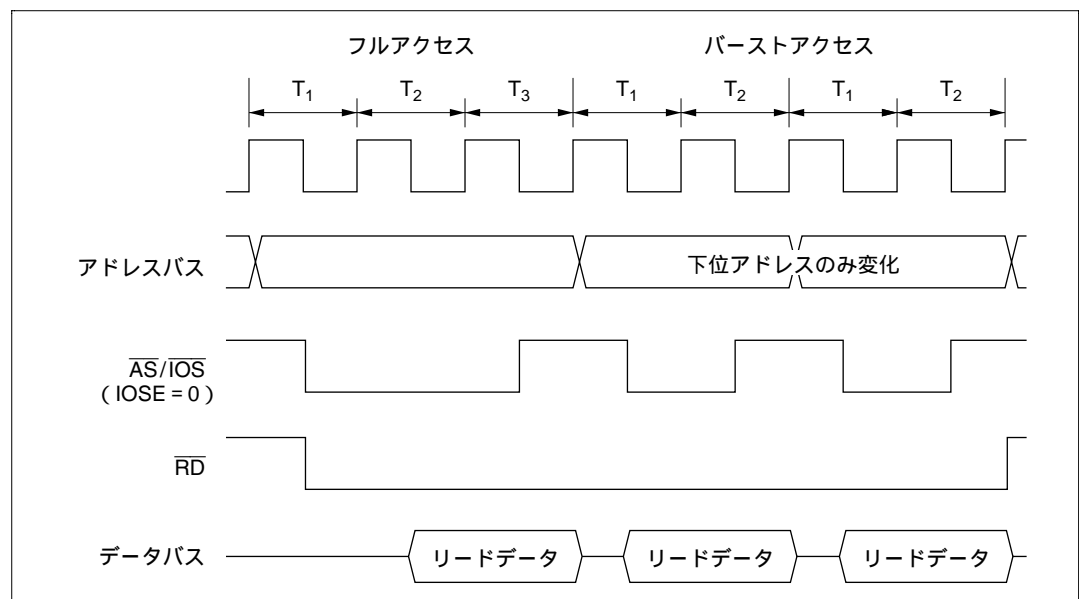 フルアクセス バーストアクセス
T1 T2 T3 T1 T2 T1 T2
アドレスバス 下位アドレスのみ変化
AS/IOS
( IOSE = 0 )
RD
データバス リードデータ リードデータ リードデータ